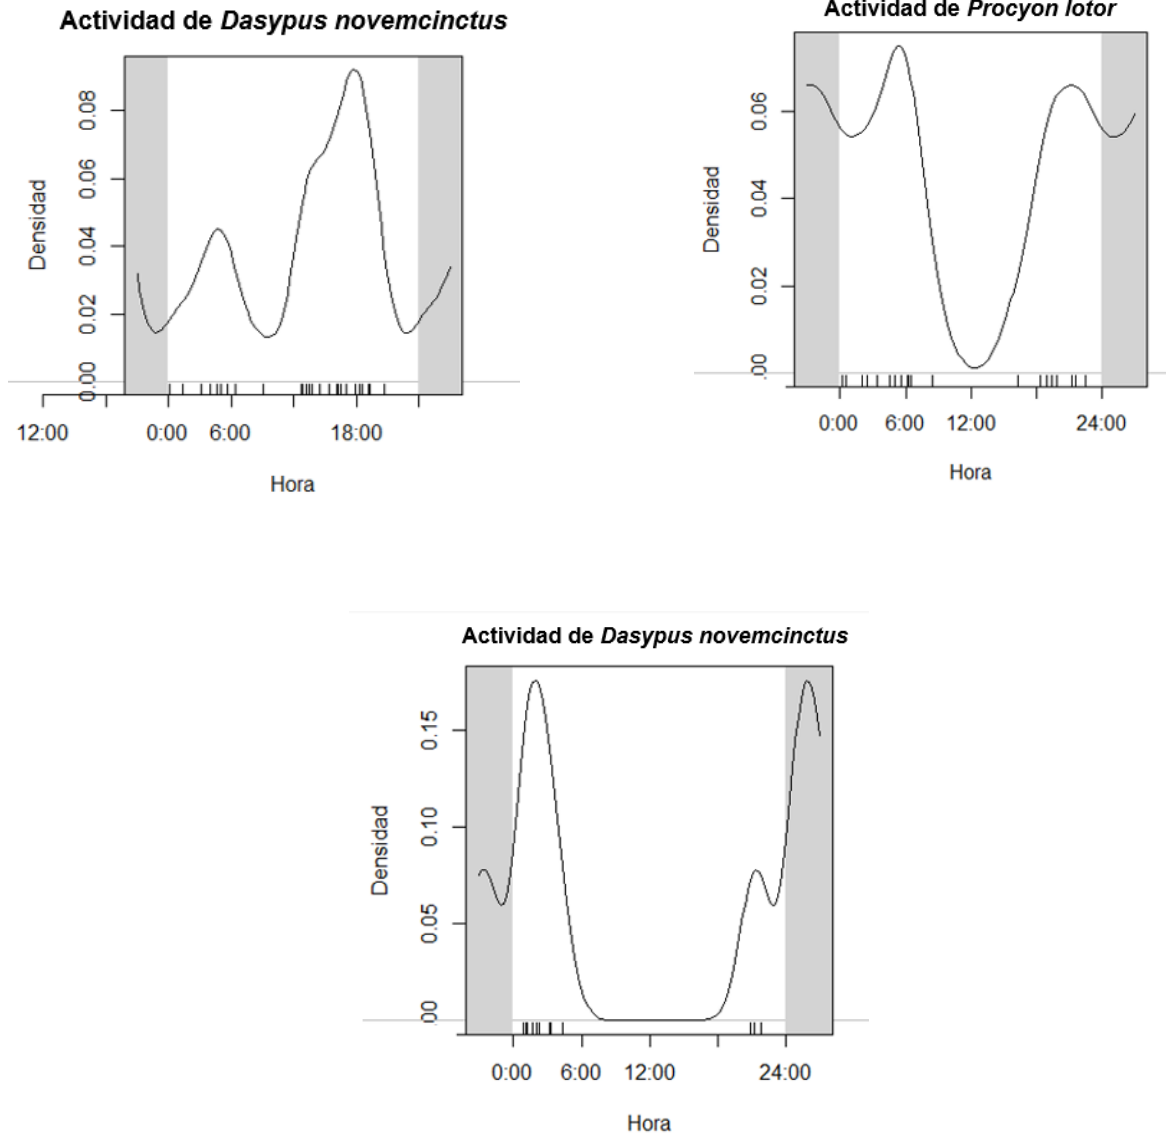 Actividad de Dasypus novemcinctus
Densidad
0.08
0.06
0.04
0.02
0.00
12:00 0:00 6:00 18:00
Hora
Actividad de Procyon lotor
Densidad
0.06
0.04
0.02
.00
0:00 6:00 12:00 24:00
Hora
Actividad de Dasypus novemcinctus
Densidad
0.15
0.10
0.05
.00
0:00 6:00 12:00 24:00
Hora